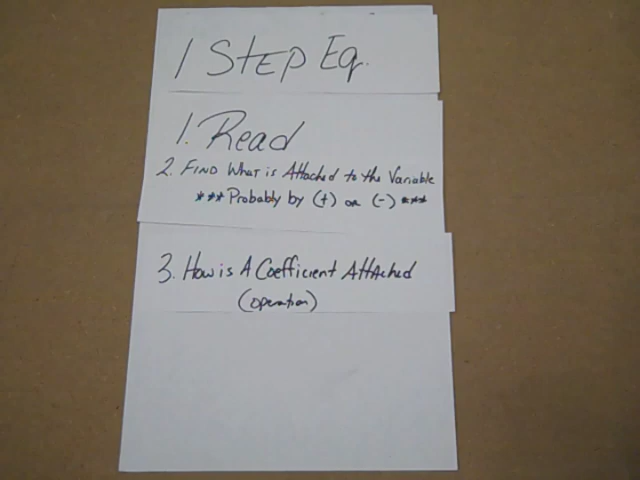 1 STEP Eq.
1. Read
2. FIND What is Attached to the Variable
*** Probably by (+) or (-) ***
3. How is A Coefficient Attached
(operation)